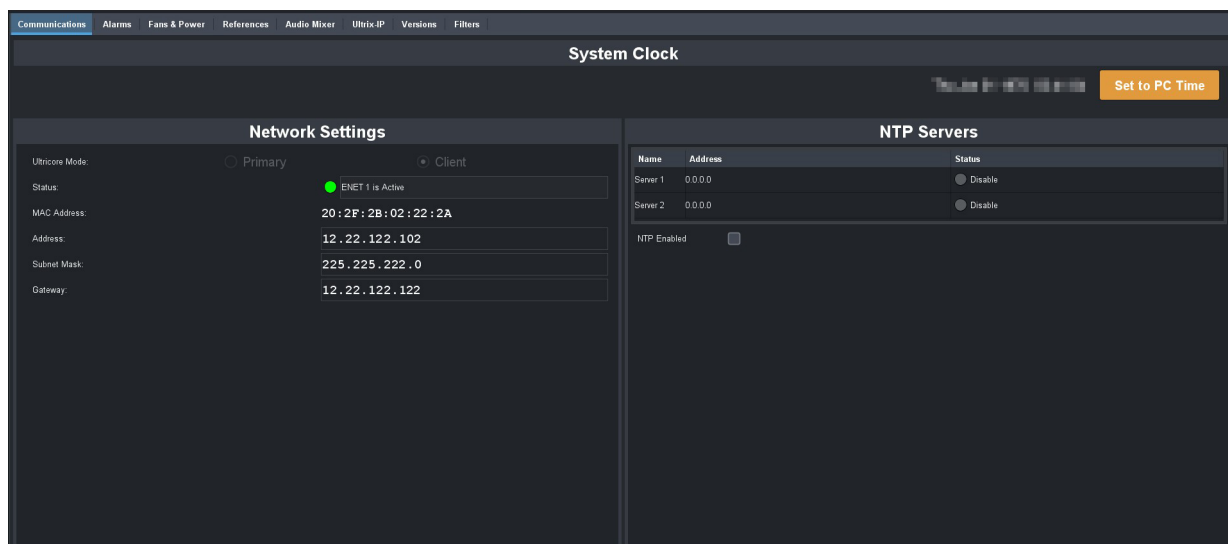 Communications Alarms Fans & Power References Audio Mixer Ultrix-IP Versions Filters
System Clock
Set to PC Time
Network Settings
Ultricore Mode: Primary Client
Status: ENET 1 is Active
MAC Address: 20:2F:2B:02:22:2A
Address: 12.22.122.102
Subnet Mask: 225.225.222.0
Gateway: 12.22.122.122
NTP Servers
Name Address Status
Server 1 0.0.0.0 Disable
Server 2 0.0.0.0 Disable
NTP Enabled